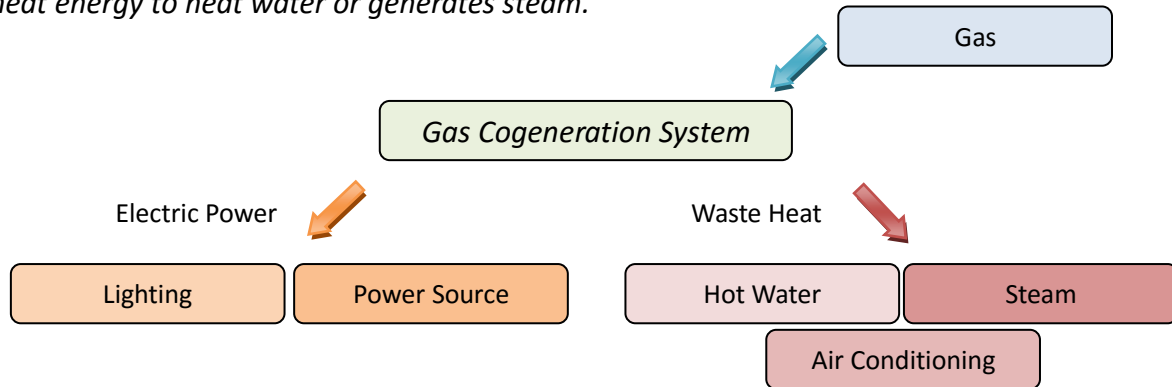 heat energy to heat water or generates steam.
Gas
Gas Cogeneration System
Electric Power
Waste Heat
Lighting
Power Source
Hot Water
Steam
Air Conditioning